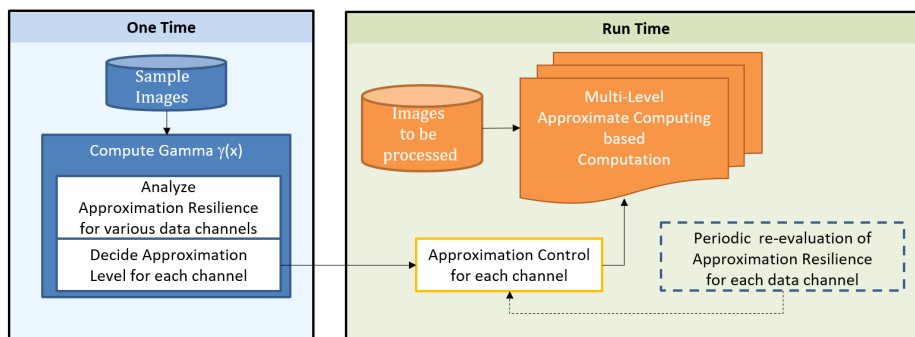 One Time
Sample
Images
Compute Gamma γ(x)
Analyze
Approximation Resilience
for various data channels
Decide Approximation
Level for each channel
Run Time
Images
to be
processed
Multi-Level
Approximate Computing
based
Computation
Approximation Control
for each channel
Periodic re-evaluation of
Approximation Resilience
for each data channel